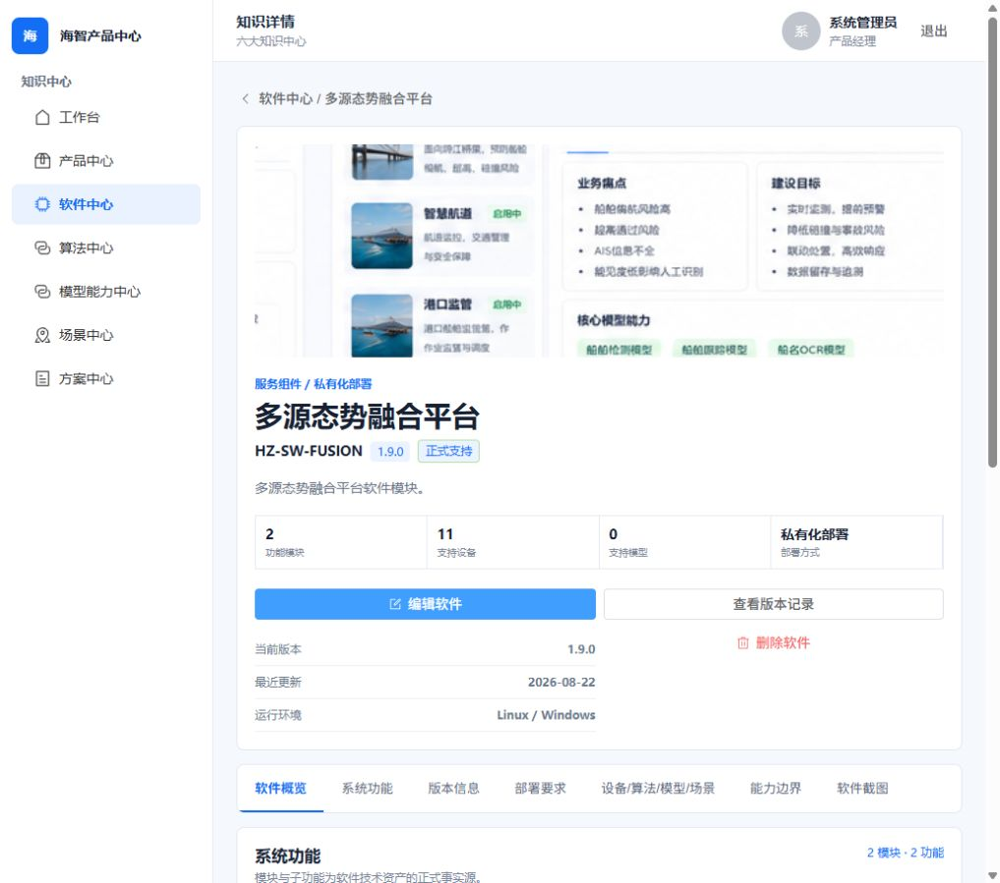 海
海智产品中心
知识中心
工作台
产品中心
软件中心
算法中心
模型能力中心
场景中心
方案中心
知识详情
六大知识中心
系
系统管理员
产品经理
退出
软件中心 / 多源态势融合平台
面向跨江桥梁，预防船舶
偏航、超高、碰撞风险
智慧航道 启用中
航道监控，交通管理
与安全保障
港口监管 启用中
作业监管与调度
业务痛点
• 船舶偏航风险高
• 超高通过风险
• AIS信息不全
• 能见度低影响人工识别
建设目标
• 实时监测，提前预警
• 降低碰撞与事故风险
• 联动处置，高效响应
• 数据留存与追溯
核心模型能力
船舶检测模型 船舶跟踪模型 船名OCR模型
服务组件 / 私有化部署
多源态势融合平台
HZ-SW-FUSION 1.9.0 正式支持
多源态势融合平台软件模块。
2
功能模块
11
支持设备
0
支持模型
私有化部署
部署方式
编辑软件
查看版本记录
删除软件
当前版本 1.9.0
最近更新 2026-08-22
运行环境 Linux / Windows
软件概览 系统功能 版本信息 部署要求 设备/算法/模型/场景 能力边界 软件截图
系统功能
2 模块 · 2 功能
模块与子功能为软件技术资产的正式事实源。